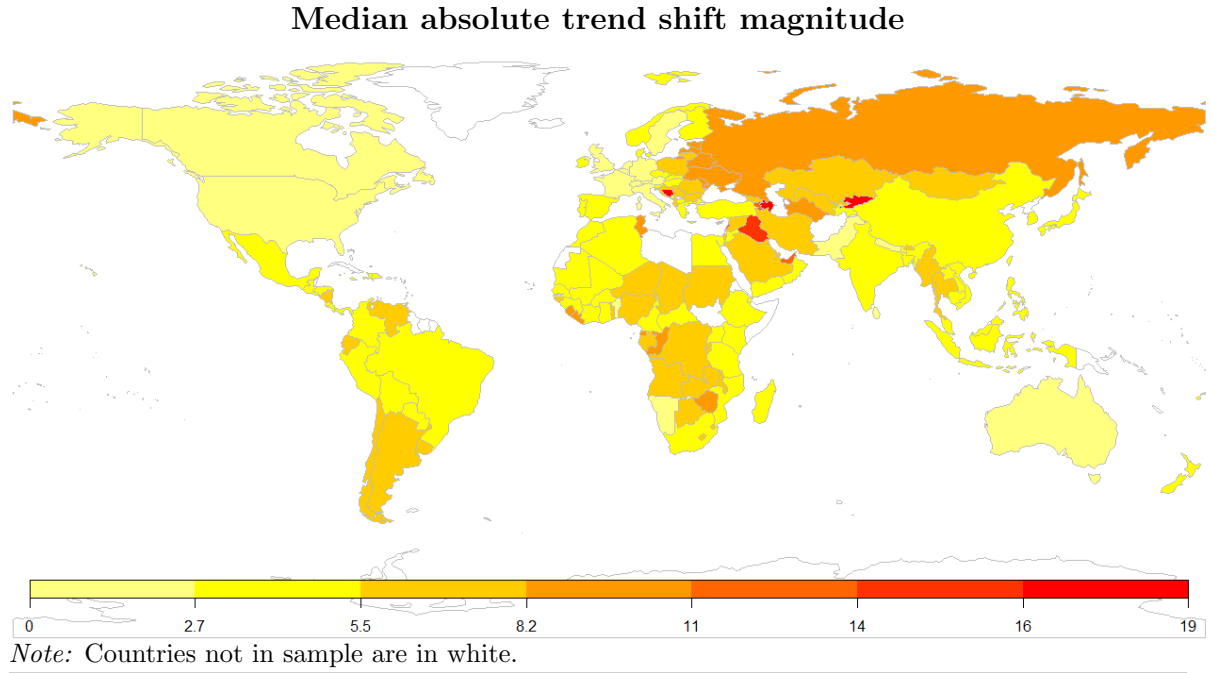 Median absolute trend shift magnitude
0 2.7 5.5 8.2 11 14 16 19
Note: Countries not in sample are in white.